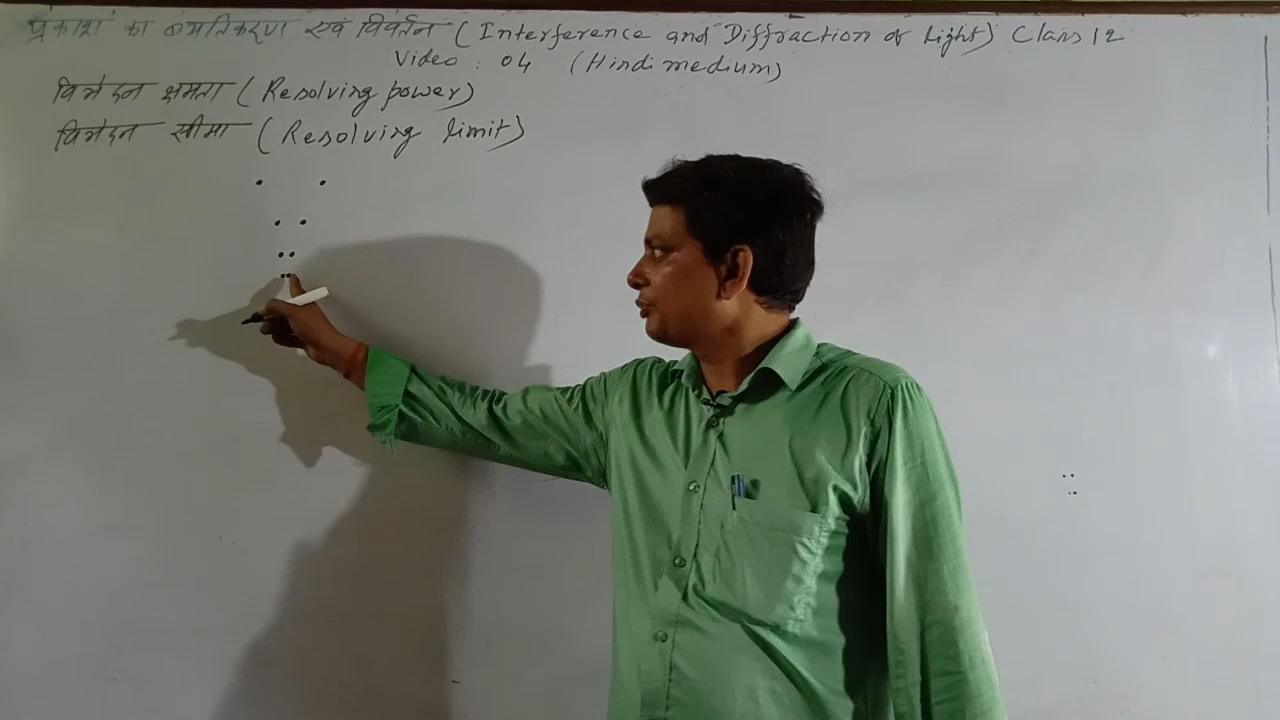 प्रकाश का व्यतिकरण एवं विवर्तन (Interference and Diffraction of Light) Class 12
Video : 04 (Hindi medium)
विभेदन क्षमता (Resolving power)
विभेदन सीमा (Resolving limit)